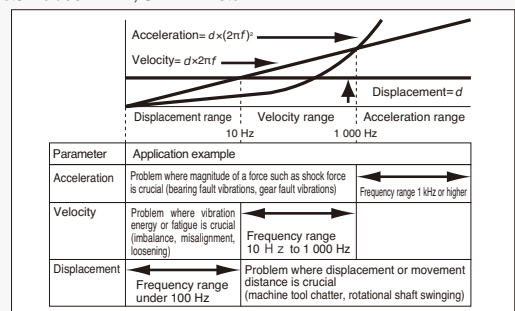 Acceleration= d×(2πf)²
Velocity= d×2πf
Displacement=d
Displacement range Velocity range Acceleration range
10 Hz 1 000 Hz
Parameter Application example
Acceleration
Problem where magnitude of a force such as shock force
is crucial (bearing fault vibrations, gear fault vibrations)
Frequency range 1 kHz or higher
Velocity
Problem where vibration
energy or fatigue is crucial
(imbalance, misalignment,
loosening)
Frequency range
10 Hz to 1 000 Hz
Displacement
Frequency range
under 100 Hz
Problem where displacement or movement
distance is crucial
(machine tool chatter, rotational shaft swinging)